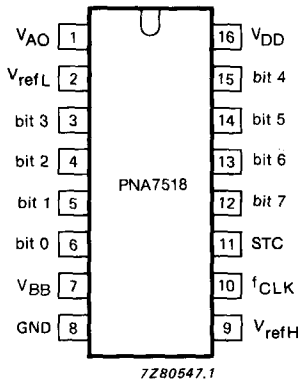 V_AO 1 16 V_DD
V_refL 2 15 bit 4
bit 3 3 14 bit 5
bit 2 4 13 bit 6
PNA7518
bit 1 5 12 bit 7
bit 0 6 11 STC
V_BB 7 10 f_CLK
GND 8 9 V_refH
7Z80547.1